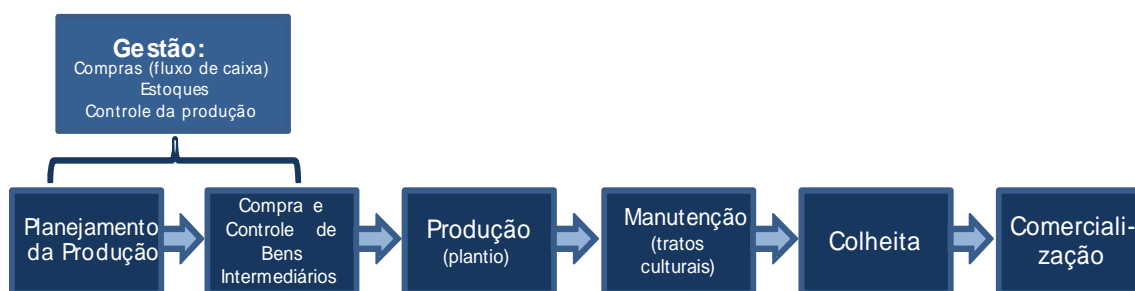 Gestão:
Compras (fluxo de caixa)
Estoques
Controle da produção
Planejamento
da Produção
Compra e
Controle de
Bens
Intermediários
Produção
(plantio)
Manutenção
(tratos
culturais)
Colheita
Comerciali-
zação